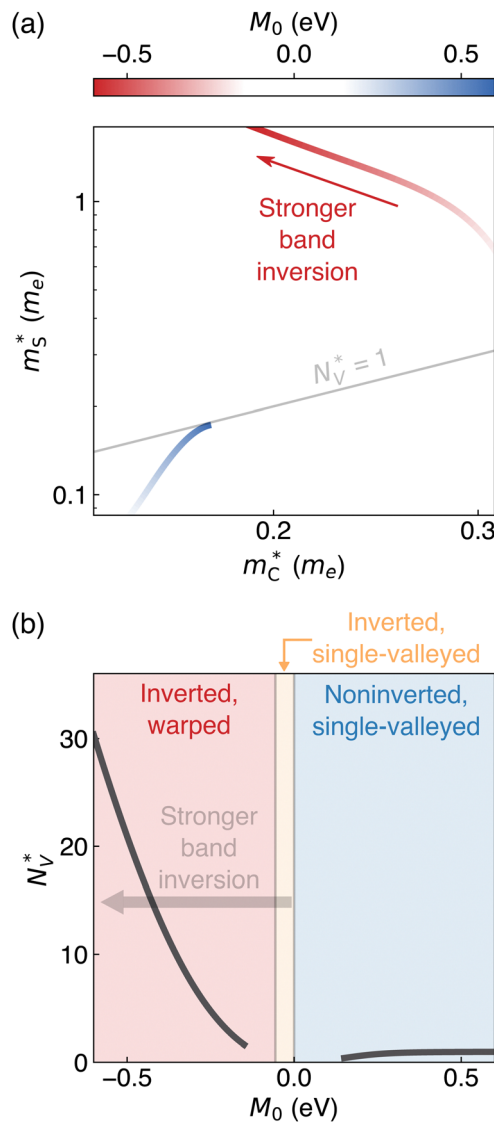 (a)
M₀ (eV)
−0.5 0.0 0.5
1
Stronger
band
inversion
m*S (mₑ)
N*V = 1
0.1
0.2 0.3
m*C (mₑ)
(b)
Inverted,
single-valleyed
Inverted,
warped
Noninverted,
single-valleyed
30
Stronger
band
inversion
20
N*V
10
0
−0.5 0.0 0.5
M₀ (eV)